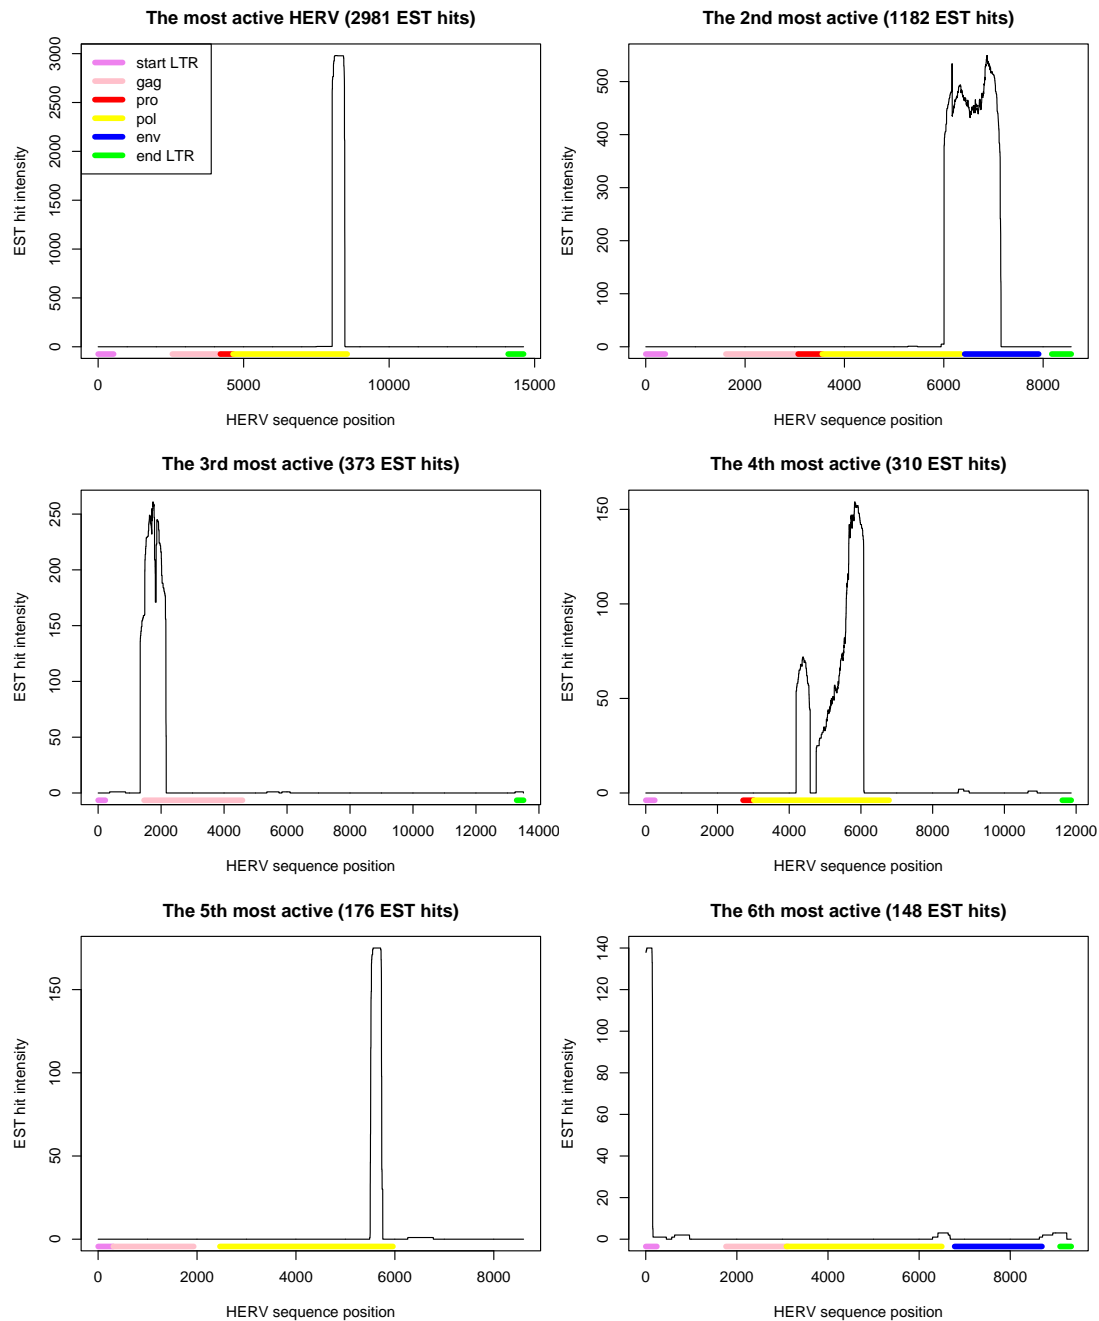 The most active HERV (2981 EST hits)
EST hit intensity
3000
2500
2000
1500
1000
500
0
start LTR
gag
pro
pol
env
end LTR
0 5000 10000 15000
HERV sequence position
The 2nd most active (1182 EST hits)
EST hit intensity
500
400
300
200
100
0
0 2000 4000 6000 8000
HERV sequence position
The 3rd most active (373 EST hits)
EST hit intensity
250
200
150
100
50
0
0 2000 4000 6000 8000 10000 12000 14000
HERV sequence position
The 4th most active (310 EST hits)
EST hit intensity
150
100
50
0
0 2000 4000 6000 8000 10000 12000
HERV sequence position
The 5th most active (176 EST hits)
EST hit intensity
150
100
50
0
0 2000 4000 6000 8000
HERV sequence position
The 6th most active (148 EST hits)
EST hit intensity
140
120
100
80
60
40
20
0
0 2000 4000 6000 8000
HERV sequence position